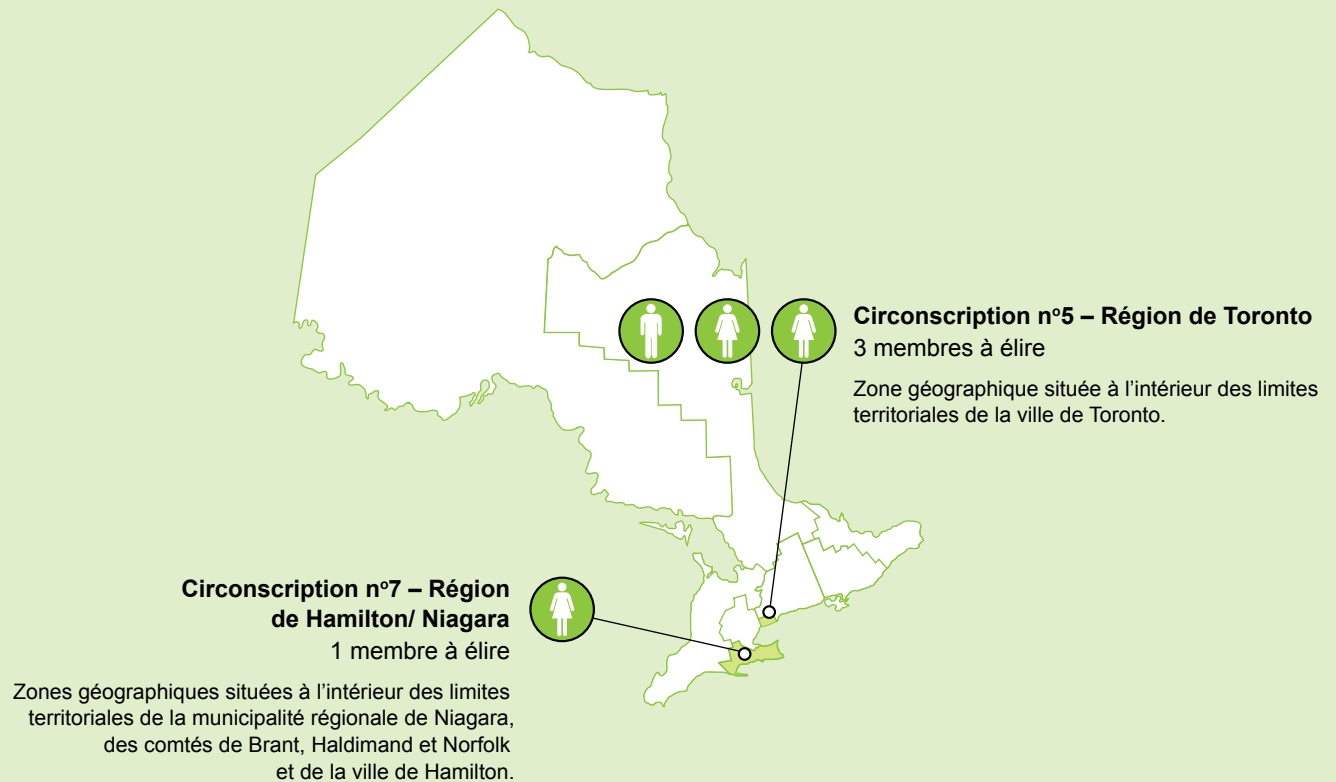 Circonscription nº5 – Région de Toronto
3 membres à élire
Zone géographique située à l’intérieur des limites
territoriales de la ville de Toronto.
Circonscription nº7 – Région
de Hamilton/ Niagara
1 membre à élire
Zones géographiques situées à l’intérieur des limites
territoriales de la municipalité régionale de Niagara,
des comtés de Brant, Haldimand et Norfolk
et de la ville de Hamilton.